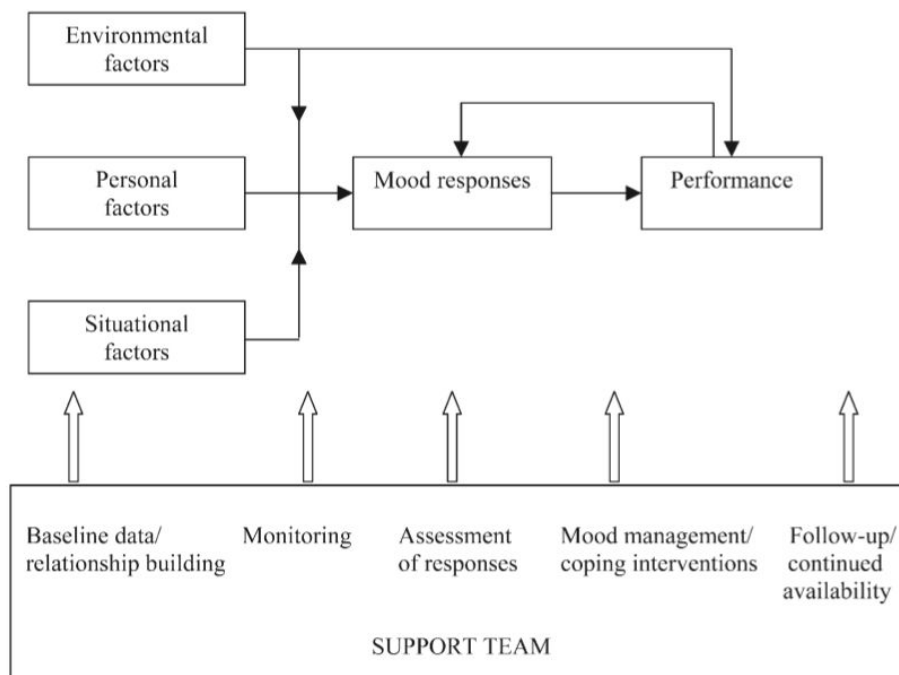 Environmental
factors
Personal
factors
Mood responses
Performance
Situational
factors
Baseline data/
relationship building
Monitoring
Assessment
of responses
Mood management/
coping interventions
Follow-up/
continued
availability
SUPPORT TEAM